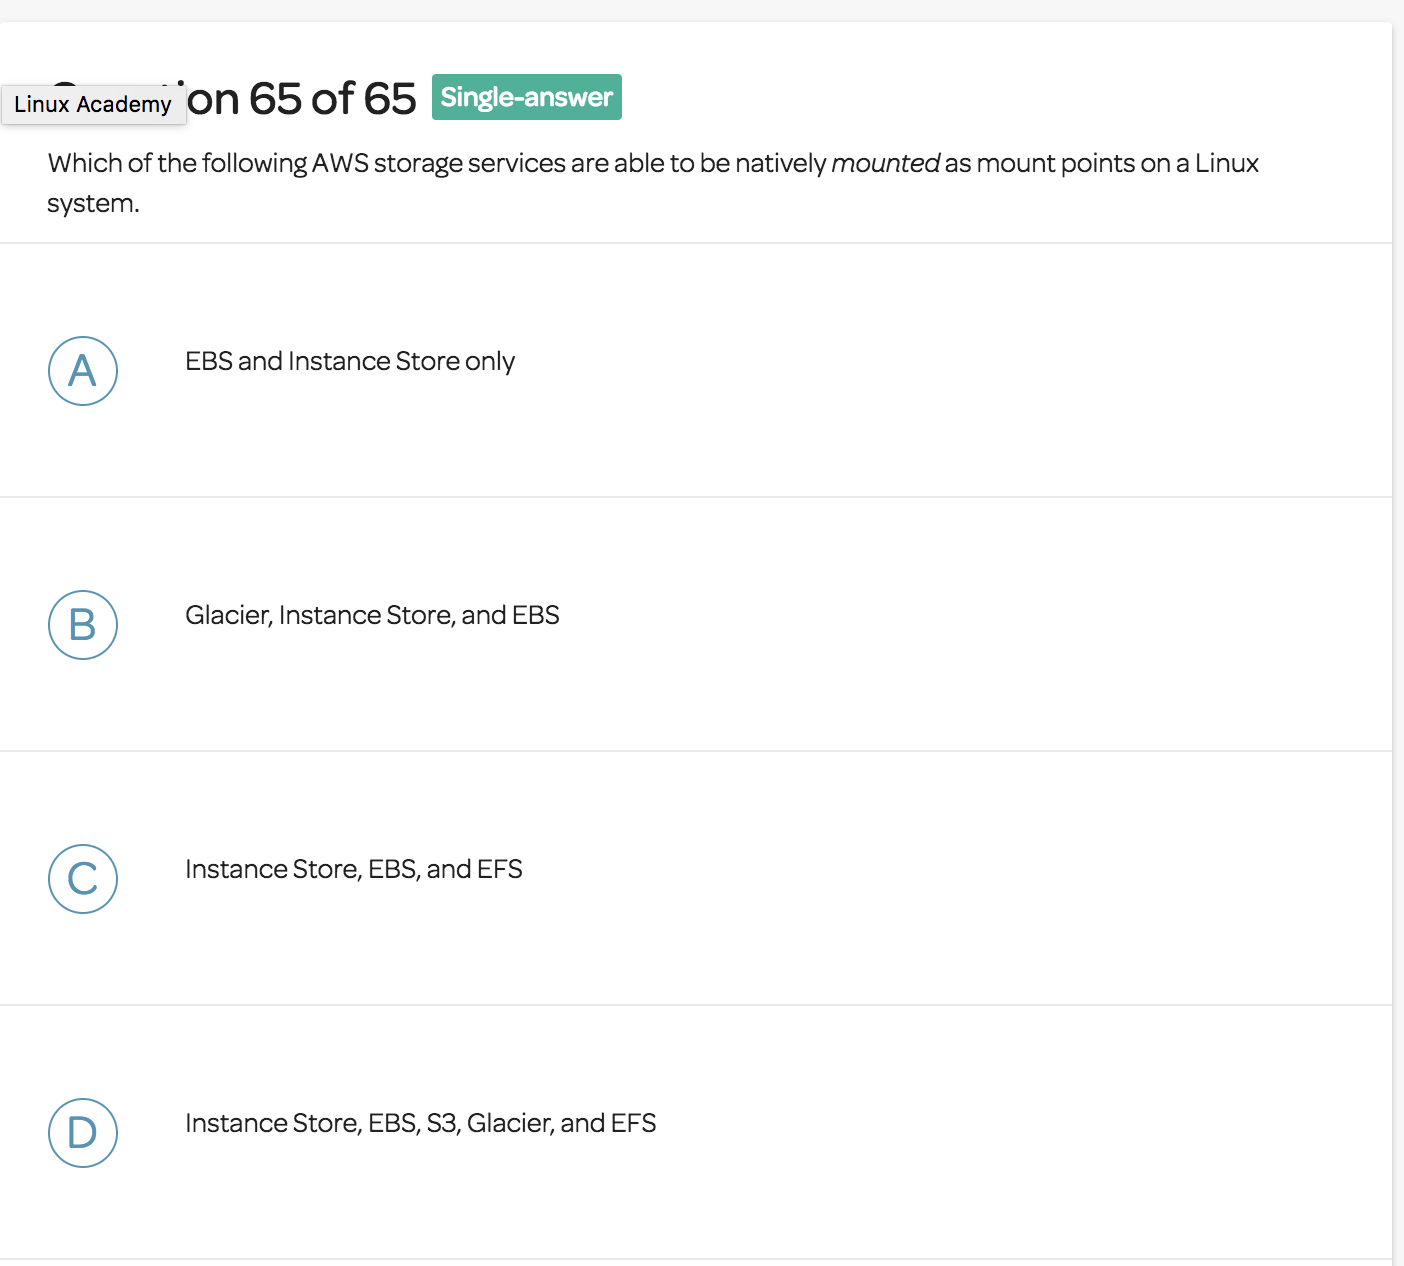 on 65 of 65 Single-answer
Linux Academy
Which of the following AWS storage services are able to be natively mounted as mount points on a Linux
system.
A EBS and Instance Store only
B Glacier, Instance Store, and EBS
C Instance Store, EBS, and EFS
D Instance Store, EBS, S3, Glacier, and EFS